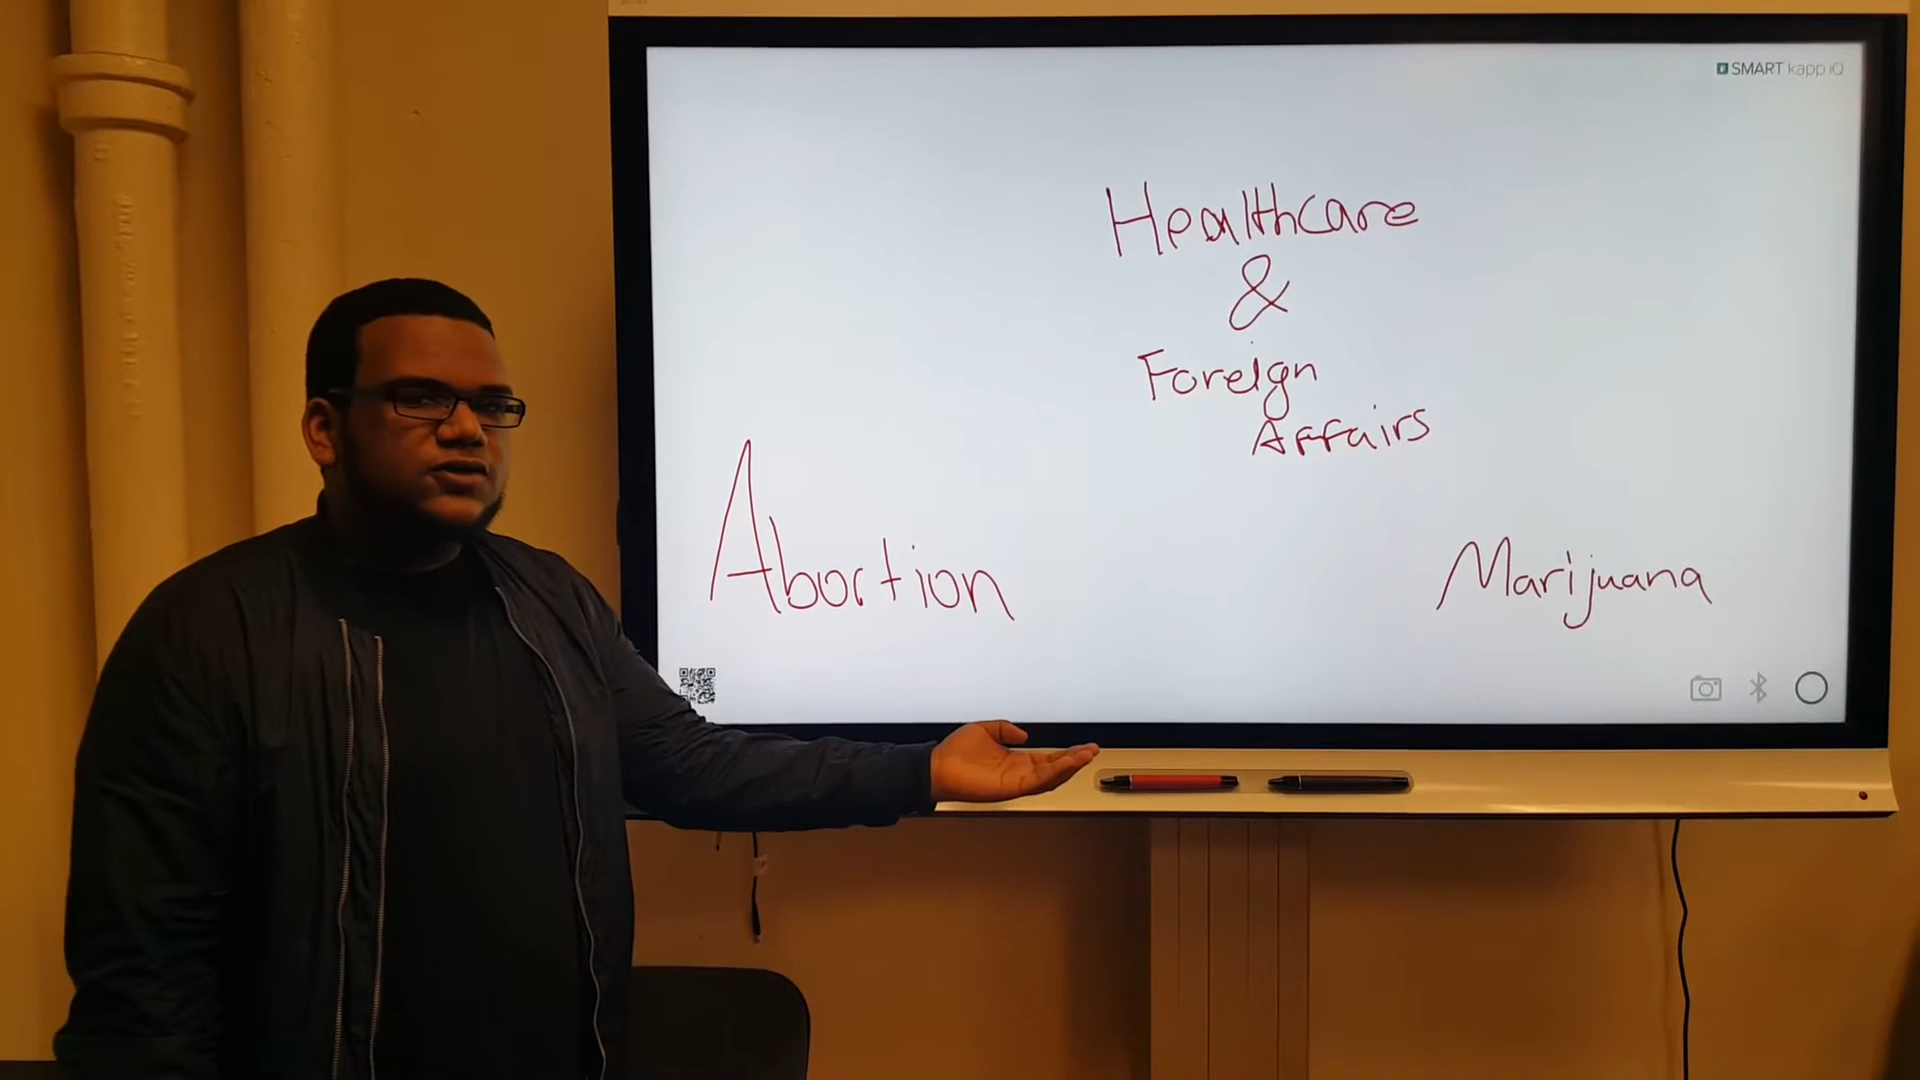 SMART kapp iQ
Healthcare
&
Foreign
Affairs
Abortion
Marijuana